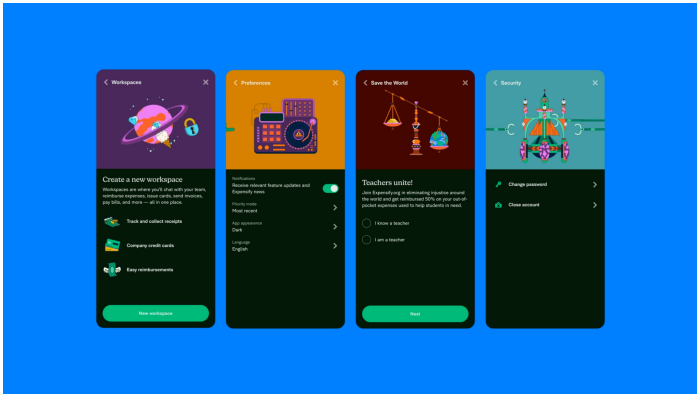 Workspaces
Create a new workspace
Workspaces are where you'll chat with your team,
reimburse expenses, issue cards, send invoices,
pay bills, and more — all in one place.
Track and collect receipts
Company credit cards
Easy reimbursements
New workspace
Preferences
Notifications
Receive relevant feature updates and
Expensify news
Priority mode
Most recent
App appearance
Dark
Language
English
Save the World
Teachers unite!
Join Expensify.org in eliminating injustice around
the world and get reimbursed 50% on your out-of-
pocket expenses used to help students in need.
I know a teacher
I am a teacher
Next
Security
Change password
Close account